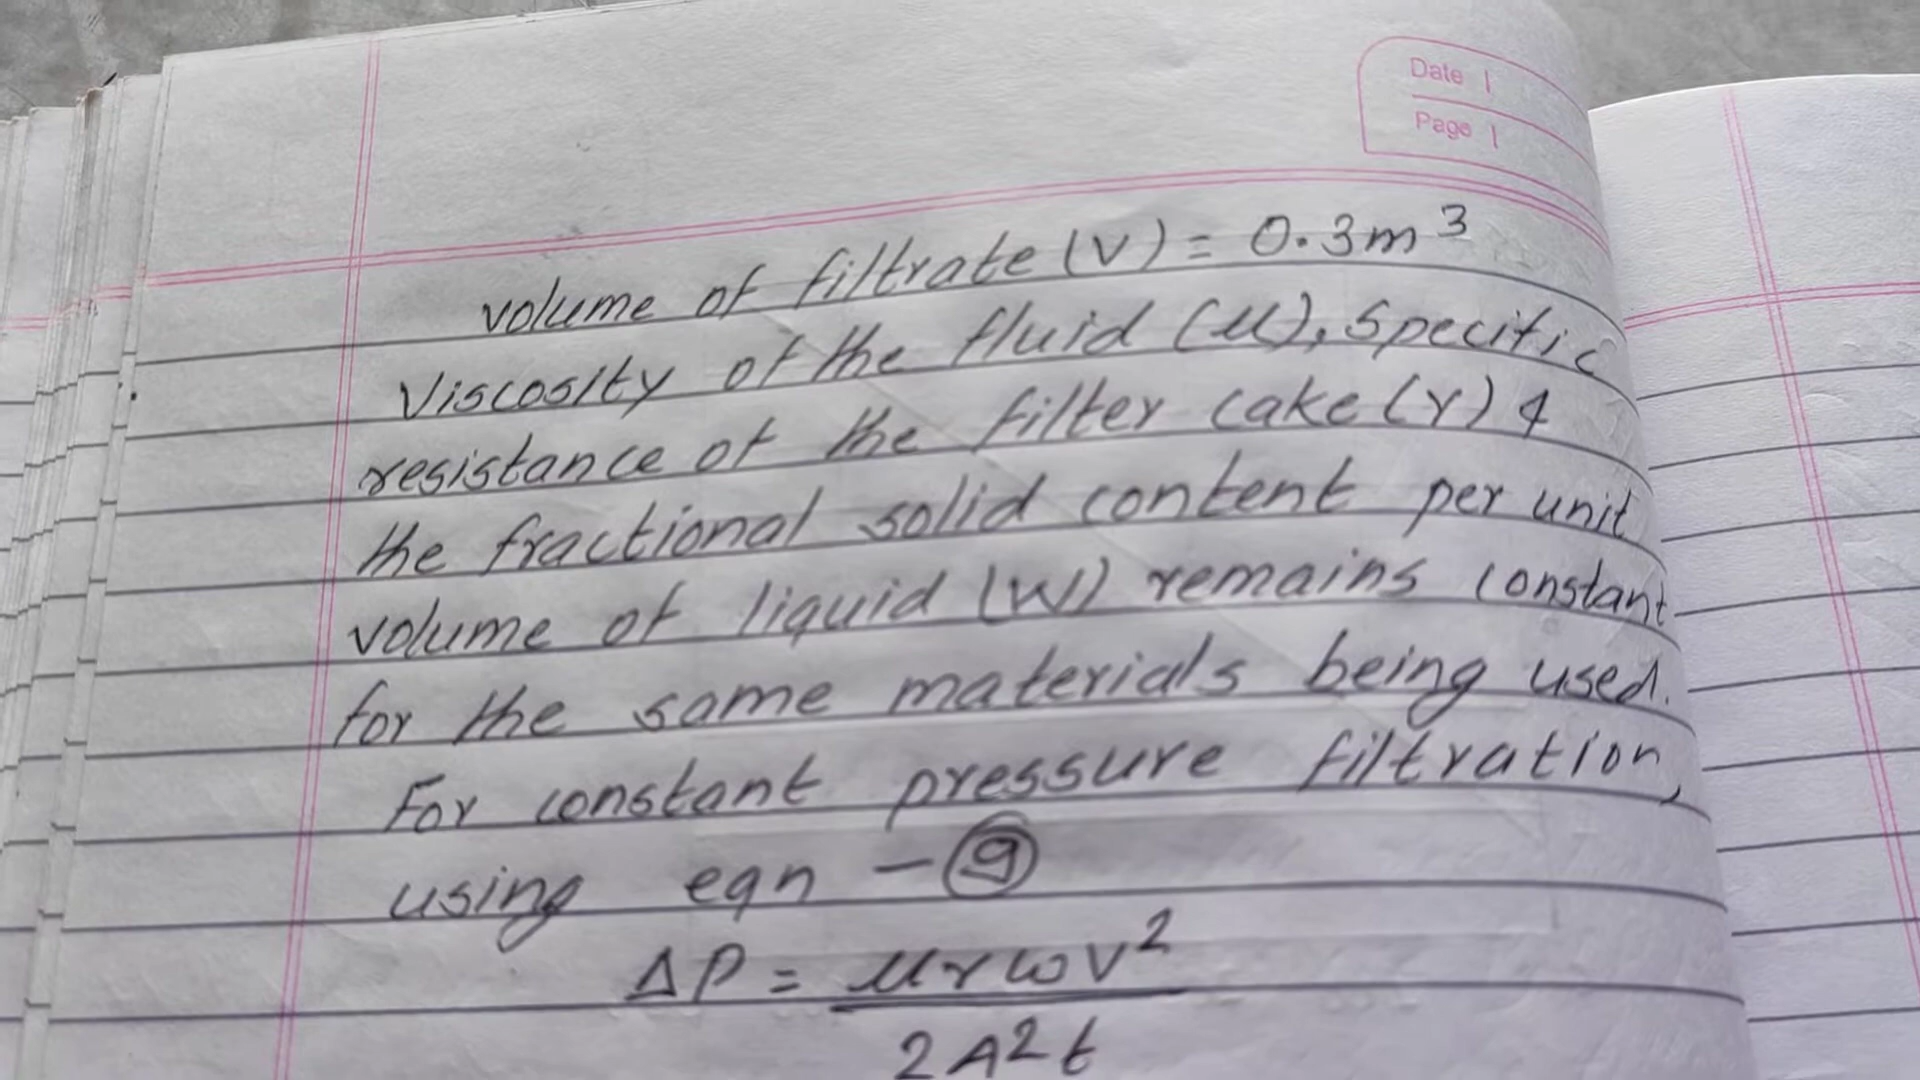 Date
Page
volume of filtrate (V) = 0.3m³
Viscosity of the fluid (μ), specific
resistance of the filter cake (r) &
the fractional solid content per unit
volume of liquid (W) remains constant
for the same materials being used.
For constant pressure filtration,
using eqn - ⑨
ΔP = μrωV²
2A²t